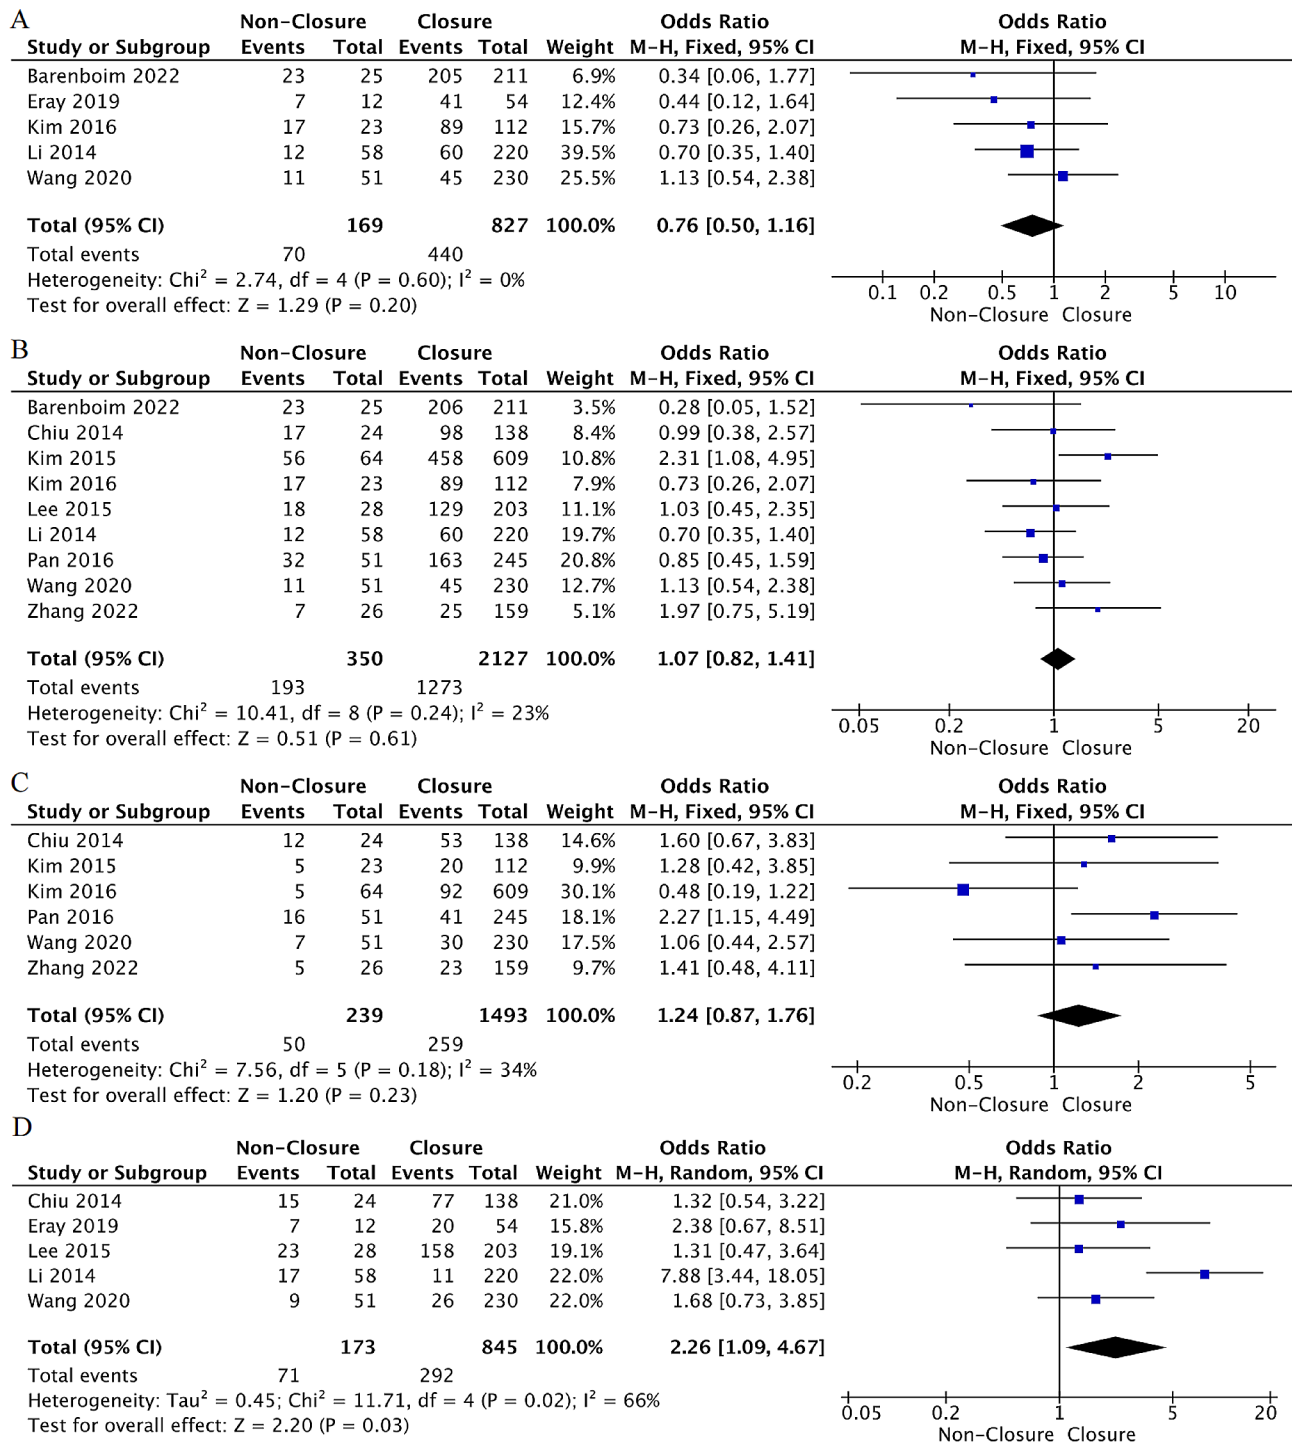 A
Non-Closure Closure Odds Ratio Odds Ratio
Study or Subgroup Events Total Events Total Weight M-H, Fixed, 95% CI M-H, Fixed, 95% CI
Barenboim 2022 23 25 205 211 6.9% 0.34 [0.06, 1.77]
Eray 2019 7 12 41 54 12.4% 0.44 [0.12, 1.64]
Kim 2016 17 23 89 112 15.7% 0.73 [0.26, 2.07]
Li 2014 12 58 60 220 39.5% 0.70 [0.35, 1.40]
Wang 2020 11 51 45 230 25.5% 1.13 [0.54, 2.38]
Total (95% CI) 169 827 100.0% 0.76 [0.50, 1.16]
Total events 70 440
Heterogeneity: Chi² = 2.74, df = 4 (P = 0.60); I² = 0%
Test for overall effect: Z = 1.29 (P = 0.20)
0.1 0.2 0.5 1 2 5 10
Non-Closure Closure
B
Non-Closure Closure Odds Ratio Odds Ratio
Study or Subgroup Events Total Events Total Weight M-H, Fixed, 95% CI M-H, Fixed, 95% CI
Barenboim 2022 23 25 206 211 3.5% 0.28 [0.05, 1.52]
Chiu 2014 17 24 98 138 8.4% 0.99 [0.38, 2.57]
Kim 2015 56 64 458 609 10.8% 2.31 [1.08, 4.95]
Kim 2016 17 23 89 112 7.9% 0.73 [0.26, 2.07]
Lee 2015 18 28 129 203 11.1% 1.03 [0.45, 2.35]
Li 2014 12 58 60 220 19.7% 0.70 [0.35, 1.40]
Pan 2016 32 51 163 245 20.8% 0.85 [0.45, 1.59]
Wang 2020 11 51 45 230 12.7% 1.13 [0.54, 2.38]
Zhang 2022 7 26 25 159 5.1% 1.97 [0.75, 5.19]
Total (95% CI) 350 2127 100.0% 1.07 [0.82, 1.41]
Total events 193 1273
Heterogeneity: Chi² = 10.41, df = 8 (P = 0.24); I² = 23%
Test for overall effect: Z = 0.51 (P = 0.61)
0.05 0.2 1 5 20
Non-Closure Closure
C
Non-Closure Closure Odds Ratio Odds Ratio
Study or Subgroup Events Total Events Total Weight M-H, Fixed, 95% CI M-H, Fixed, 95% CI
Chiu 2014 12 24 53 138 14.6% 1.60 [0.67, 3.83]
Kim 2015 5 23 20 112 9.9% 1.28 [0.42, 3.85]
Kim 2016 5 64 92 609 30.1% 0.48 [0.19, 1.22]
Pan 2016 16 51 41 245 18.1% 2.27 [1.15, 4.49]
Wang 2020 7 51 30 230 17.5% 1.06 [0.44, 2.57]
Zhang 2022 5 26 23 159 9.7% 1.41 [0.48, 4.11]
Total (95% CI) 239 1493 100.0% 1.24 [0.87, 1.76]
Total events 50 259
Heterogeneity: Chi² = 7.56, df = 5 (P = 0.18); I² = 34%
Test for overall effect: Z = 1.20 (P = 0.23)
0.2 0.5 1 2 5
Non-Closure Closure
D
Non-Closure Closure Odds Ratio Odds Ratio
Study or Subgroup Events Total Events Total Weight M-H, Random, 95% CI M-H, Random, 95% CI
Chiu 2014 15 24 77 138 21.0% 1.32 [0.54, 3.22]
Eray 2019 7 12 20 54 15.8% 2.38 [0.67, 8.51]
Lee 2015 23 28 158 203 19.1% 1.31 [0.47, 3.64]
Li 2014 17 58 11 220 22.0% 7.88 [3.44, 18.05]
Wang 2020 9 51 26 230 22.0% 1.68 [0.73, 3.85]
Total (95% CI) 173 845 100.0% 2.26 [1.09, 4.67]
Total events 71 292
Heterogeneity: Tau² = 0.45; Chi² = 11.71, df = 4 (P = 0.02); I² = 66%
Test for overall effect: Z = 2.20 (P = 0.03)
0.05 0.2 1 5 20
Non-Closure Closure